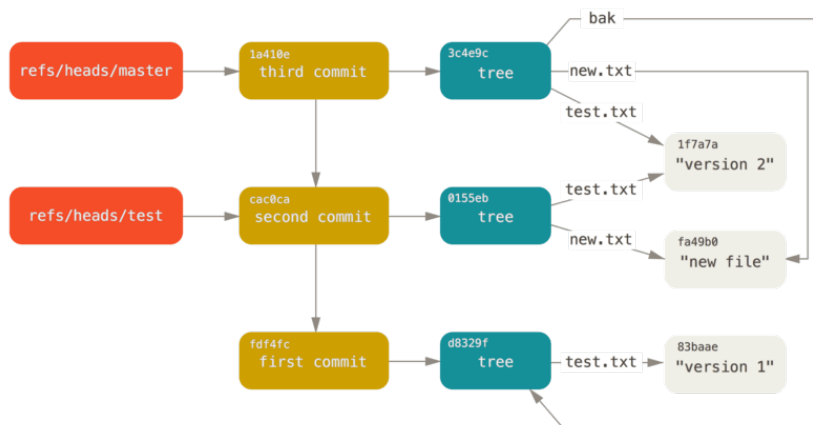 bak
1a410e
3c4e9c
refs/heads/master
third commit
tree
new.txt
test.txt
1f7a7a
"version 2"
cac0ca
0155eb
test.txt
refs/heads/test
second commit
tree
new.txt
fa49b0
"new file"
fdf4fc
d8329f
83baae
first commit
tree
test.txt
"version 1"